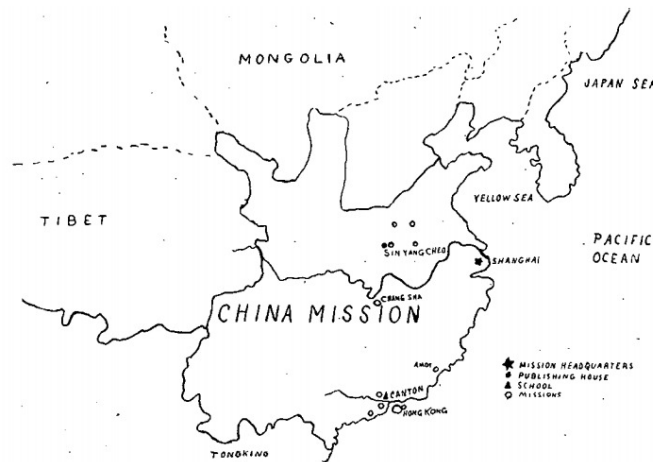 MONGOLIA
JAPAN SEA
TIBET
YELLOW SEA
PACIFIC
OCEAN
SIN YANG CHEO
SHANGHAI
CHANG SHA
CHINA MISSION
AMOY
MISSION HEADQUARTERS
PUBLISHING HOUSE
SCHOOL
MISSIONS
CANTON
HONG KONG
TONGKING